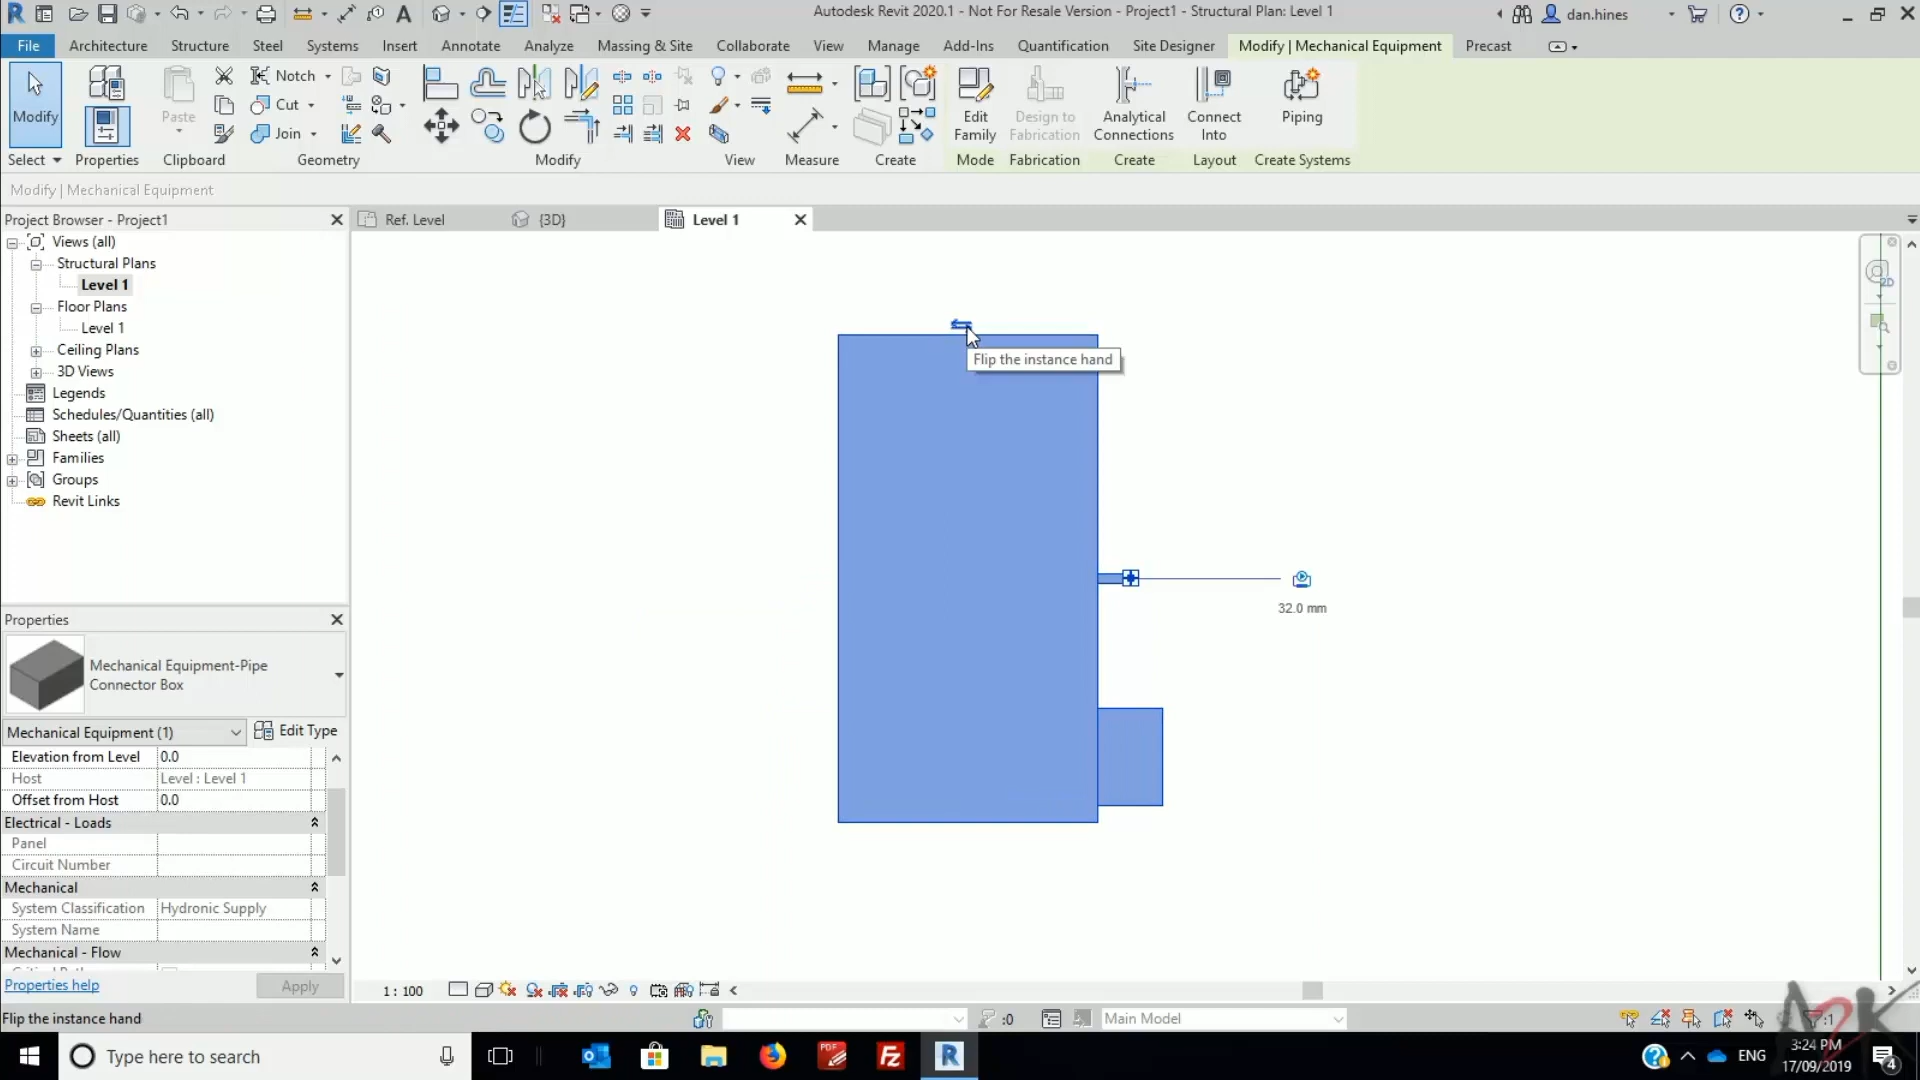 Autodesk Revit 2020.1 - Not For Resale Version - Project1 - Structural Plan: Level 1
dan.hines
File Architecture Structure Steel Systems Insert Annotate Analyze Massing & Site Collaborate View Manage Add-Ins Quantification Site Designer Modify | Mechanical Equipment Precast
Modify
Paste
Notch
Cut
Join
Edit Family
Design to Fabrication
Analytical Connections
Connect Into
Piping
Select Properties Clipboard Geometry Modify View Measure Create Mode Fabrication Create Layout Create Systems
Modify | Mechanical Equipment
Project Browser - Project1
Ref. Level
{3D}
Level 1
Views (all)
Structural Plans
Level 1
Floor Plans
Level 1
Ceiling Plans
3D Views
Legends
Schedules/Quantities (all)
Sheets (all)
Families
Groups
Revit Links
Flip the instance hand
32.0 mm
2D
Properties
Mechanical Equipment-Pipe
Connector Box
Mechanical Equipment (1)
Edit Type
Elevation from Level 0.0
Host Level : Level 1
Offset from Host 0.0
Electrical - Loads
Panel
Circuit Number
Mechanical
System Classification Hydronic Supply
System Name
Mechanical - Flow
Properties help
Apply
1 : 100
Flip the instance hand
:0
Main Model
:1
A2K
Type here to search
PDF
Fz
R
ENG
3:24 PM
17/09/2019
4